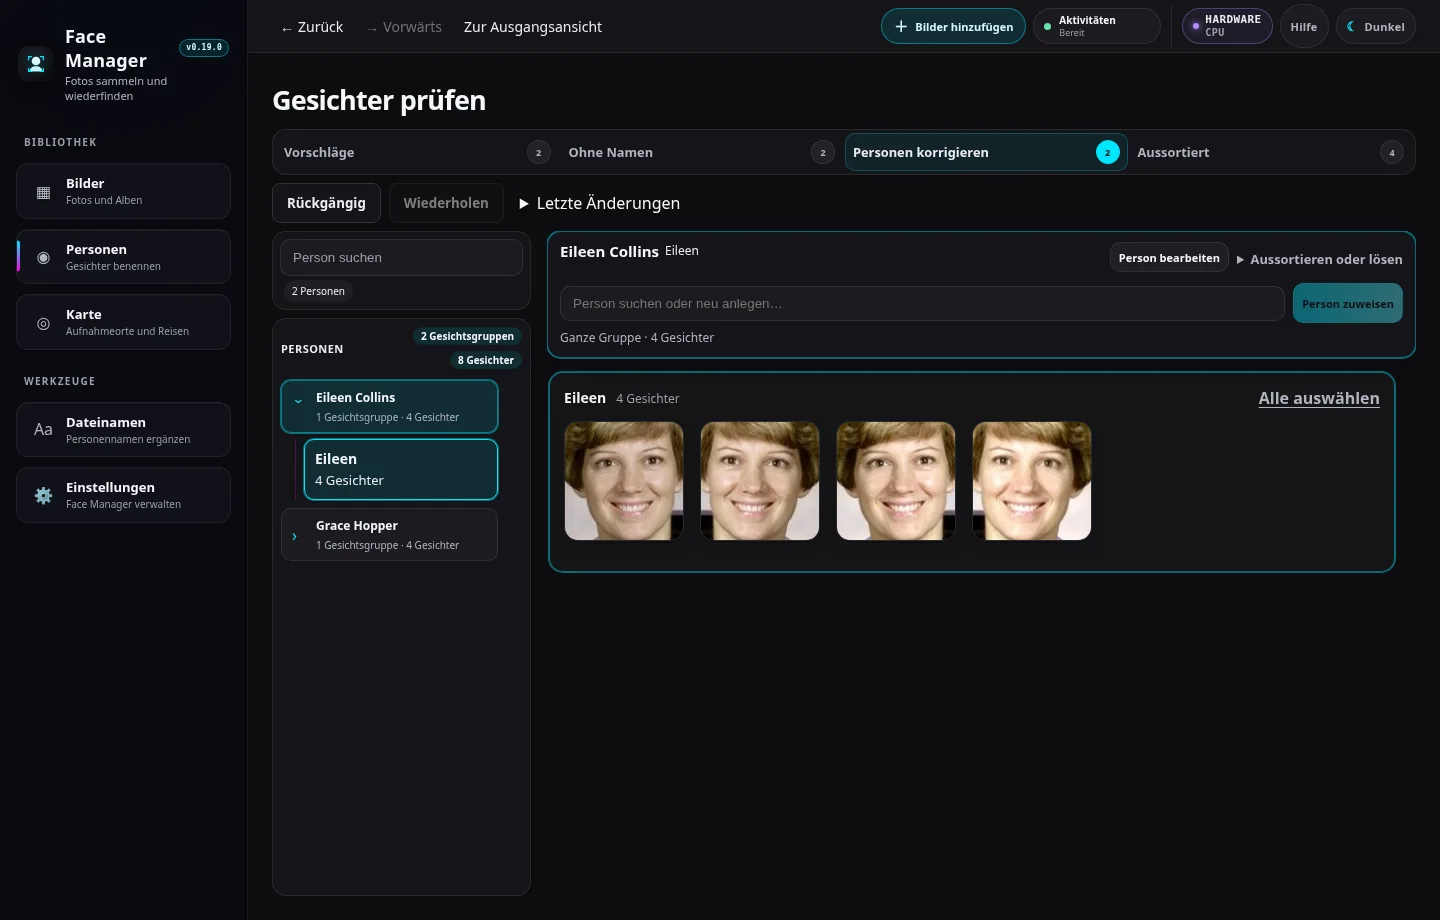 Face
Manager
v0.19.0
Fotos sammeln und
wiederfinden
BIBLIOTHEK
Bilder
Fotos und Alben
Personen
Gesichter benennen
Karte
Aufnahmeorte und Reisen
WERKZEUGE
Aa
Dateinamen
Personennamen ergänzen
Einstellungen
Face Manager verwalten
← Zurück
→ Vorwärts
Zur Ausgangsansicht
+ Bilder hinzufügen
Aktivitäten
Bereit
HARDWARE
CPU
Hilfe
Dunkel
Gesichter prüfen
Vorschläge 2
Ohne Namen 2
Personen korrigieren 2
Aussortiert 4
Rückgängig
Wiederholen
▶ Letzte Änderungen
Person suchen
2 Personen
PERSONEN
2 Gesichtsgruppen
8 Gesichter
Eileen Collins
1 Gesichtsgruppe · 4 Gesichter
Eileen
4 Gesichter
Grace Hopper
1 Gesichtsgruppe · 4 Gesichter
Eileen Collins Eileen
Person bearbeiten
▶ Aussortieren oder lösen
Person suchen oder neu anlegen…
Person zuweisen
Ganze Gruppe · 4 Gesichter
Eileen 4 Gesichter
Alle auswählen